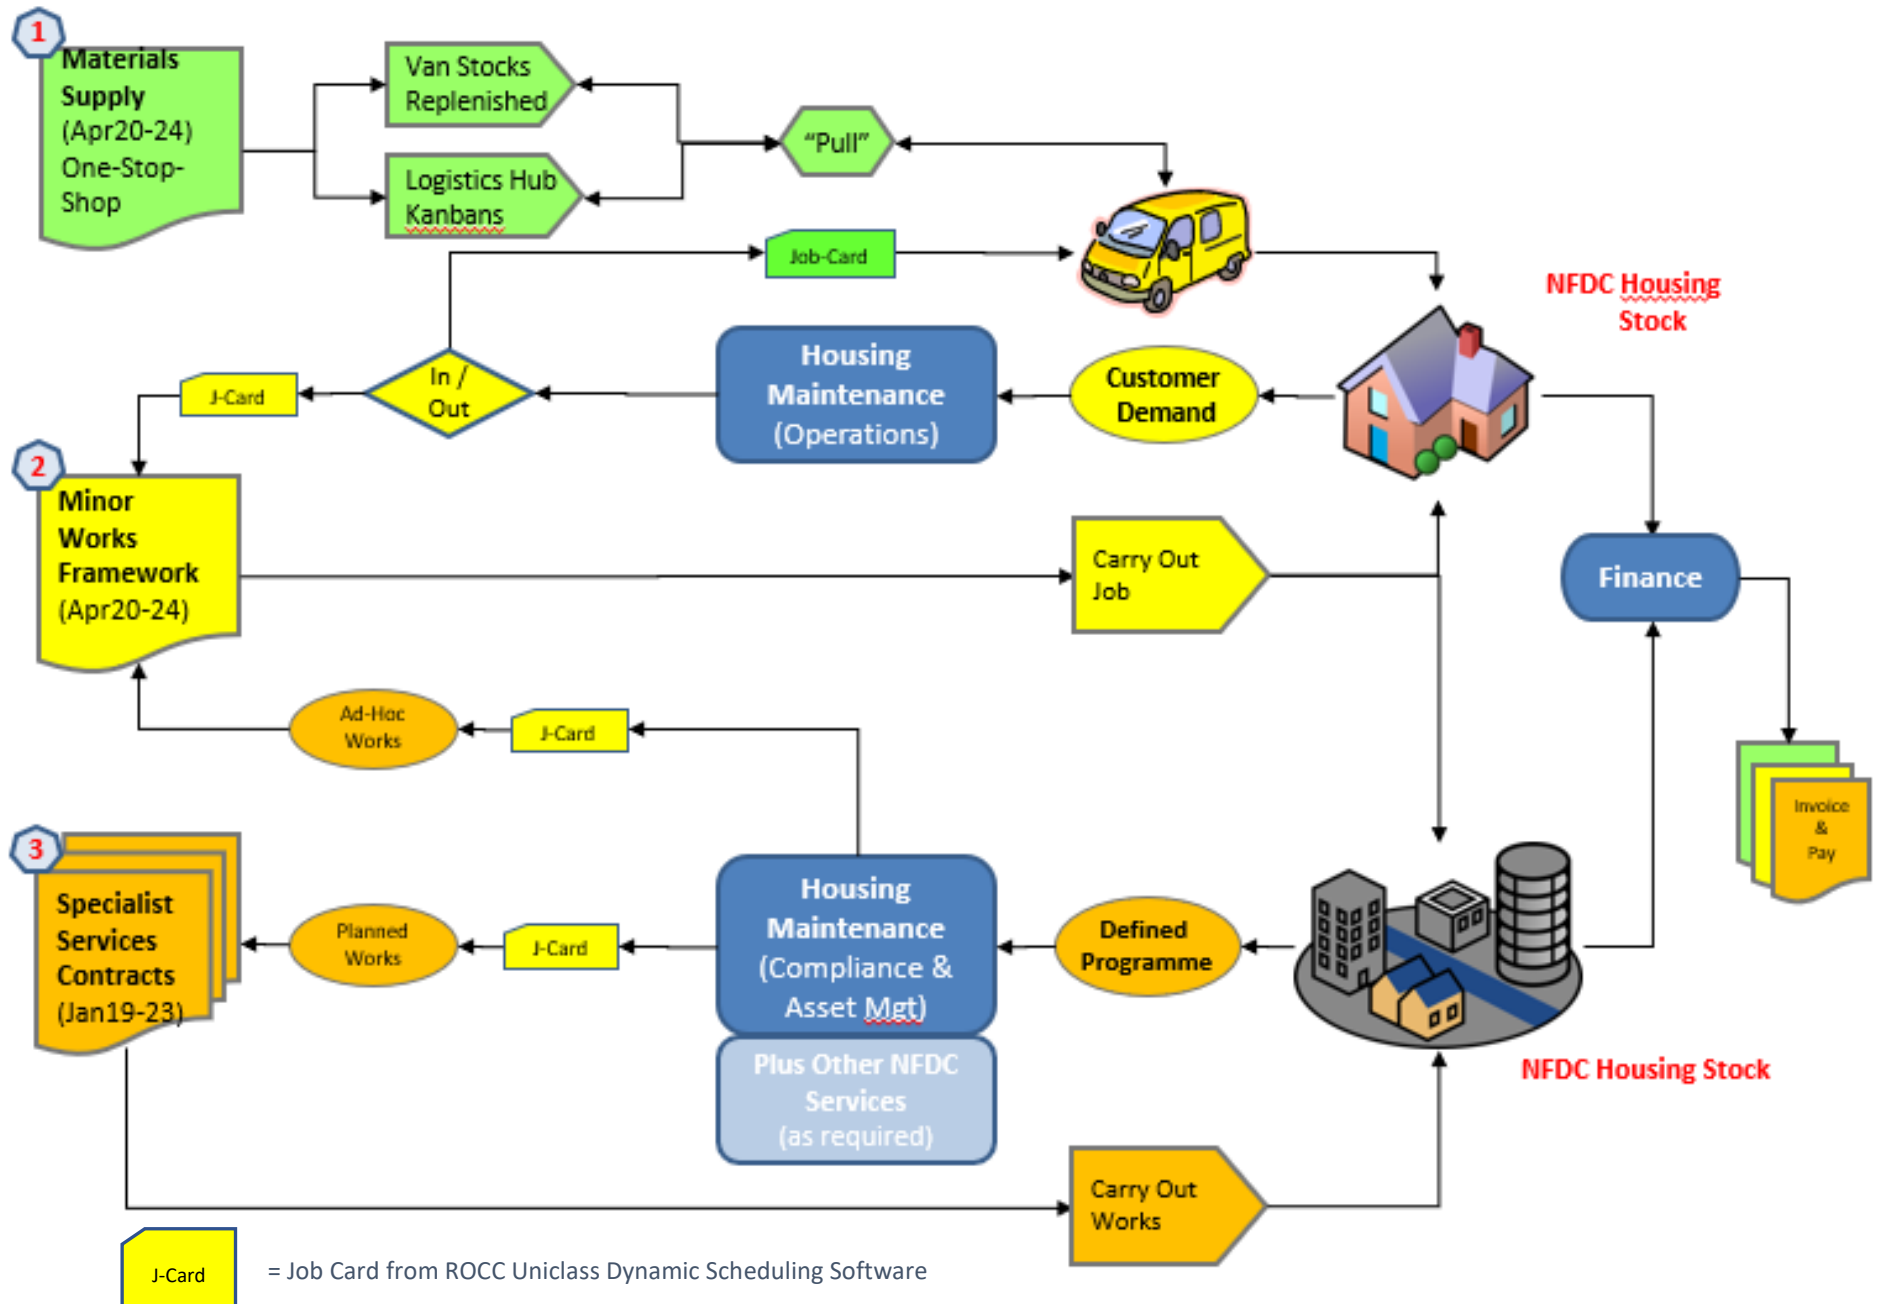 1
Materials
Supply
(Apr20-24)
One-Stop-
Shop
Van Stocks
Replenished
Logistics Hub
Kanbans
“Pull”
Job-Card
NFDC Housing
Stock
Housing
Maintenance
(Operations)
Customer
Demand
In /
Out
J-Card
2
Minor
Works
Framework
(Apr20-24)
Carry Out
Job
Finance
Ad-Hoc
Works
J-Card
Invoice
&
Pay
3
Specialist
Services
Contracts
(Jan19-23)
Planned
Works
J-Card
Housing
Maintenance
(Compliance &
Asset Mgt)
Defined
Programme
Plus Other NFDC
Services
(as required)
NFDC Housing Stock
Carry Out
Works
J-Card
= Job Card from ROCC Uniclass Dynamic Scheduling Software